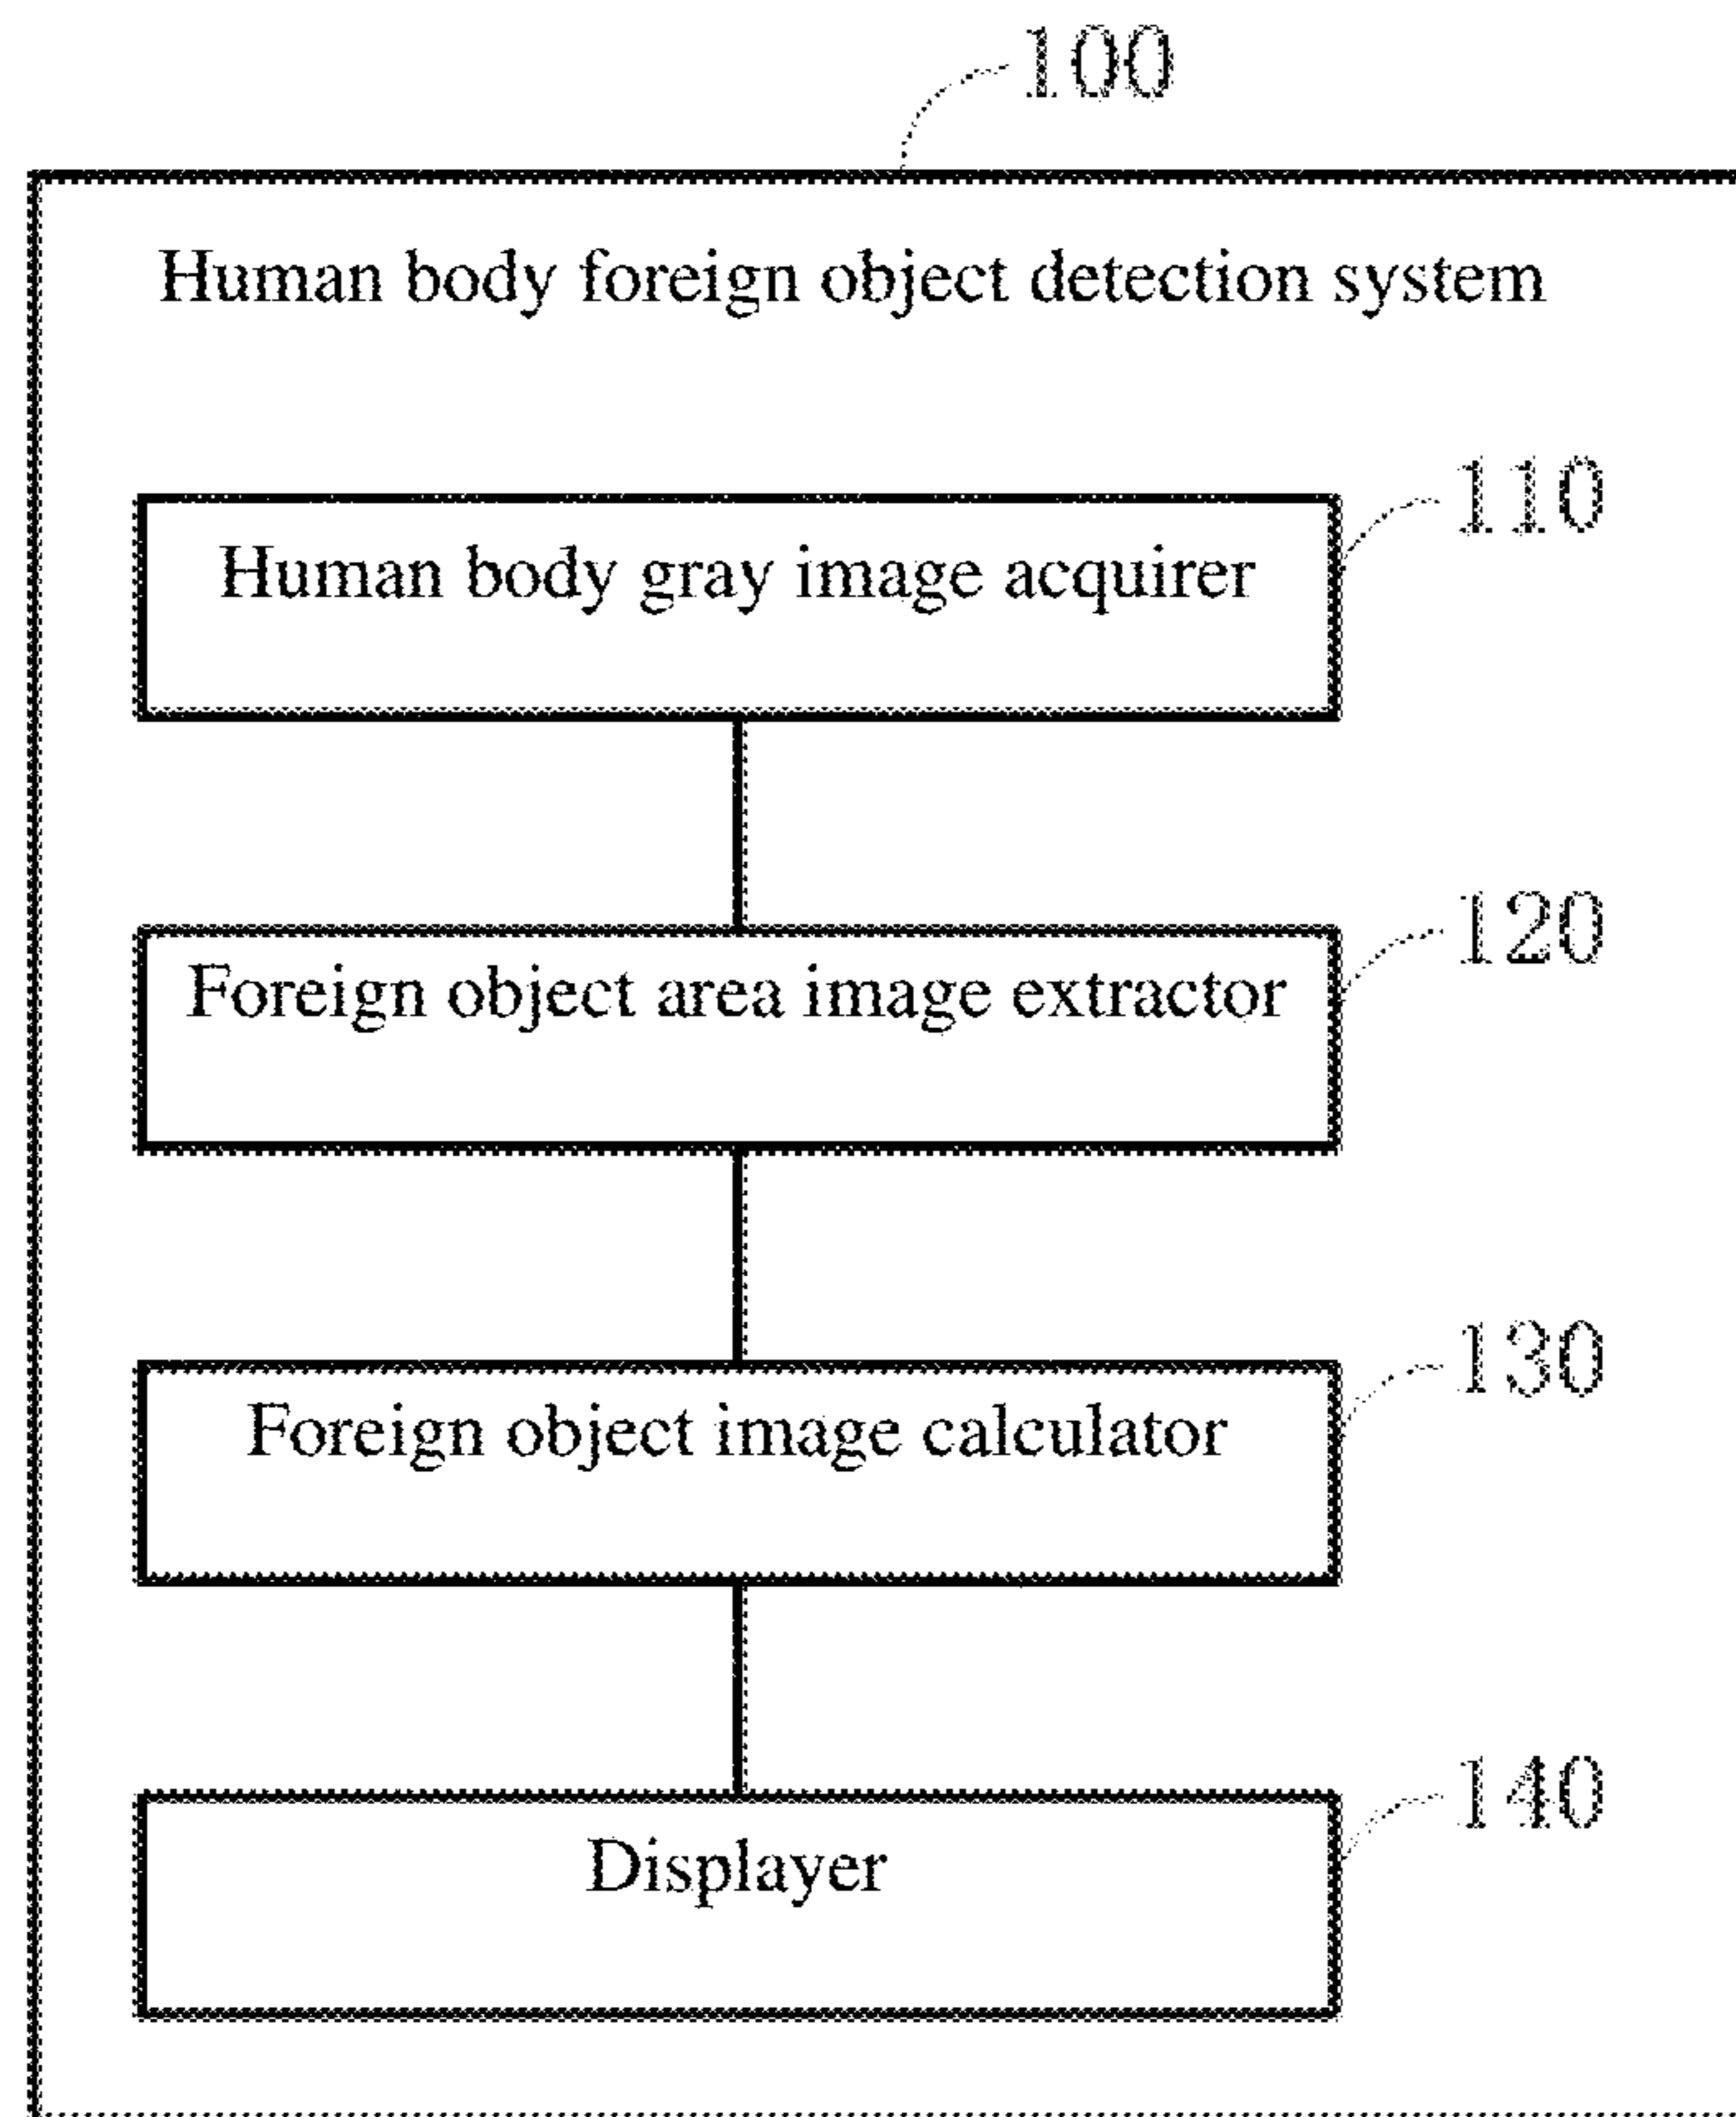 100
Human body foreign object detection system
110
Human body gray image acquirer
120
Foreign object area image extractor
130
Foreign object image calculator
140
Displayer